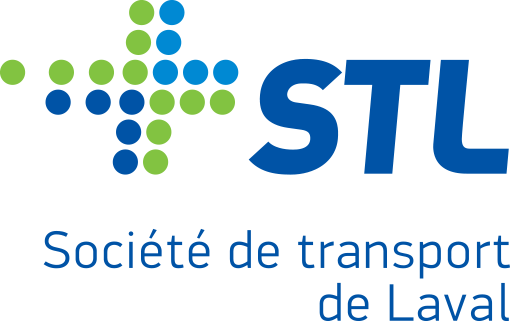 STL
Société de transport
de Laval